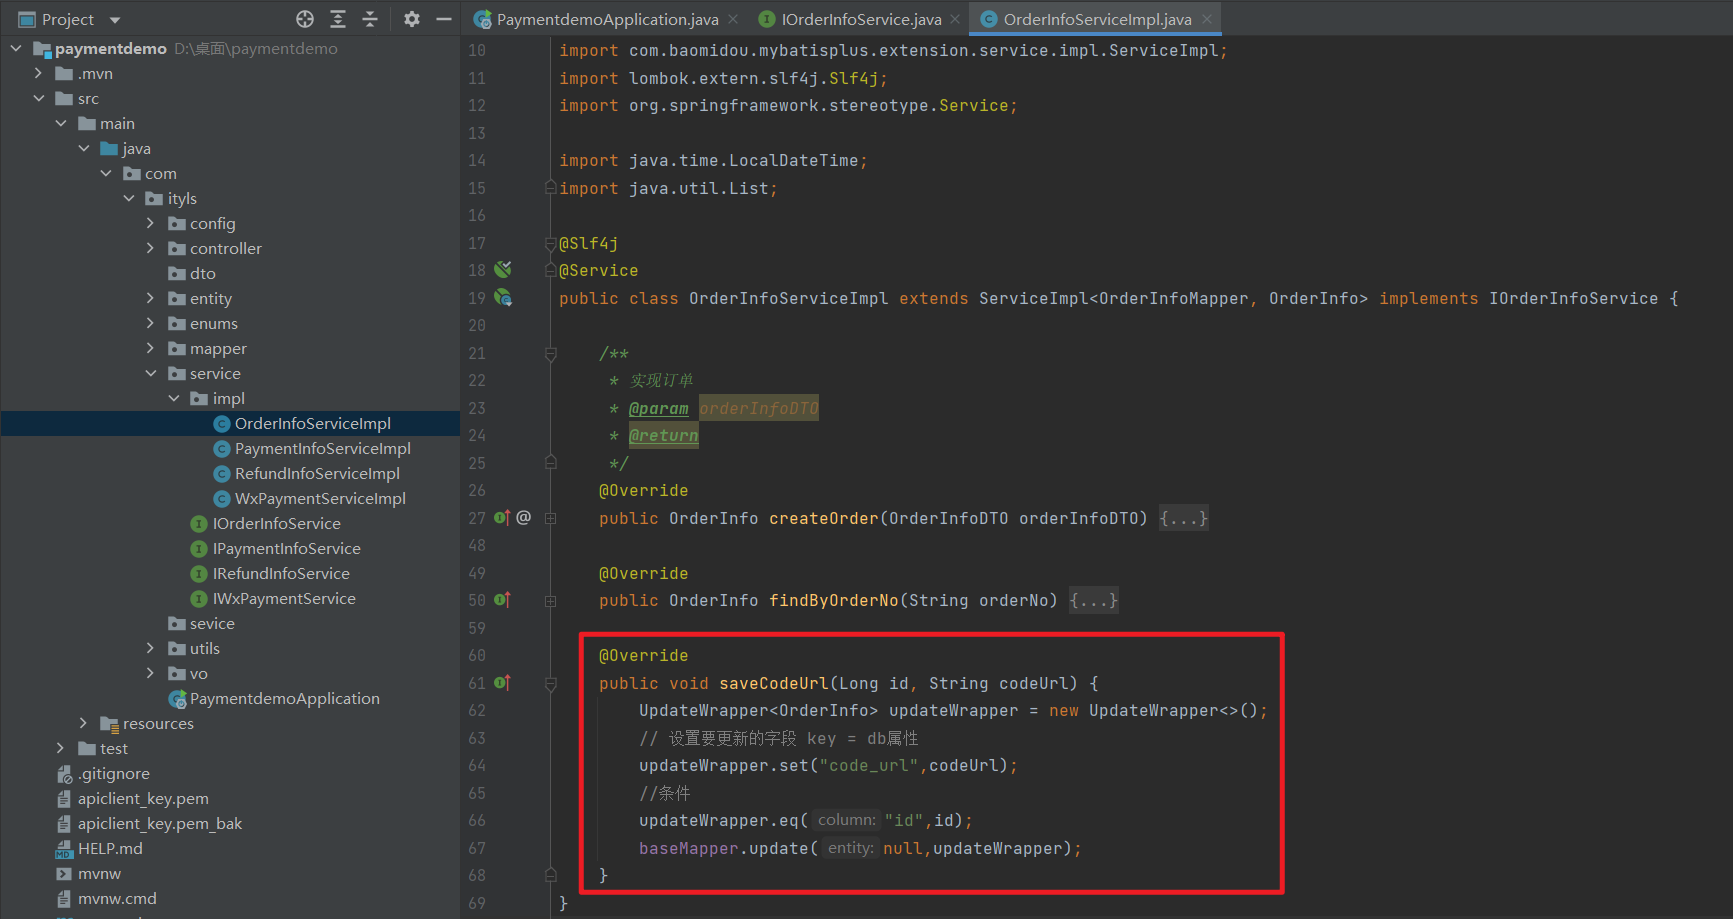 Project
paymentdemo D:\桌面\paymentdemo
.mvn
src
main
java
com
ityls
config
controller
dto
entity
enums
mapper
service
impl
OrderInfoServiceImpl
PaymentInfoServiceImpl
RefundInfoServiceImpl
WxPaymentServiceImpl
IOrderInfoService
IPaymentInfoService
IRefundInfoService
IWxPaymentService
sevice
utils
vo
PaymentdemoApplication
resources
test
.gitignore
apiclient_key.pem
apiclient_key.pem_bak
HELP.md
mvnw
mvnw.cmd
PaymentdemoApplication.java
IOrderInfoService.java
OrderInfoServiceImpl.java
10 import com.baomidou.mybatisplus.extension.service.impl.ServiceImpl;
11 import lombok.extern.slf4j.Slf4j;
12 import org.springframework.stereotype.Service;
13
14 import java.time.LocalDateTime;
15 import java.util.List;
16
17 @Slf4j
18 @Service
19 public class OrderInfoServiceImpl extends ServiceImpl<OrderInfoMapper, OrderInfo> implements IOrderInfoService {
20
21 /**
22 * 实现订单
23 * @param orderInfoDTO
24 * @return
25 */
26 @Override
27 @ public OrderInfo createOrder(OrderInfoDTO orderInfoDTO) {...}
48
49 @Override
50 public OrderInfo findByOrderNo(String orderNo) {...}
59
60 @Override
61 public void saveCodeUrl(Long id, String codeUrl) {
62 UpdateWrapper<OrderInfo> updateWrapper = new UpdateWrapper<>();
63 // 设置要更新的字段 key = db属性
64 updateWrapper.set("code_url",codeUrl);
65 //条件
66 updateWrapper.eq( column: "id",id);
67 baseMapper.update( entity: null,updateWrapper);
68 }
69 }